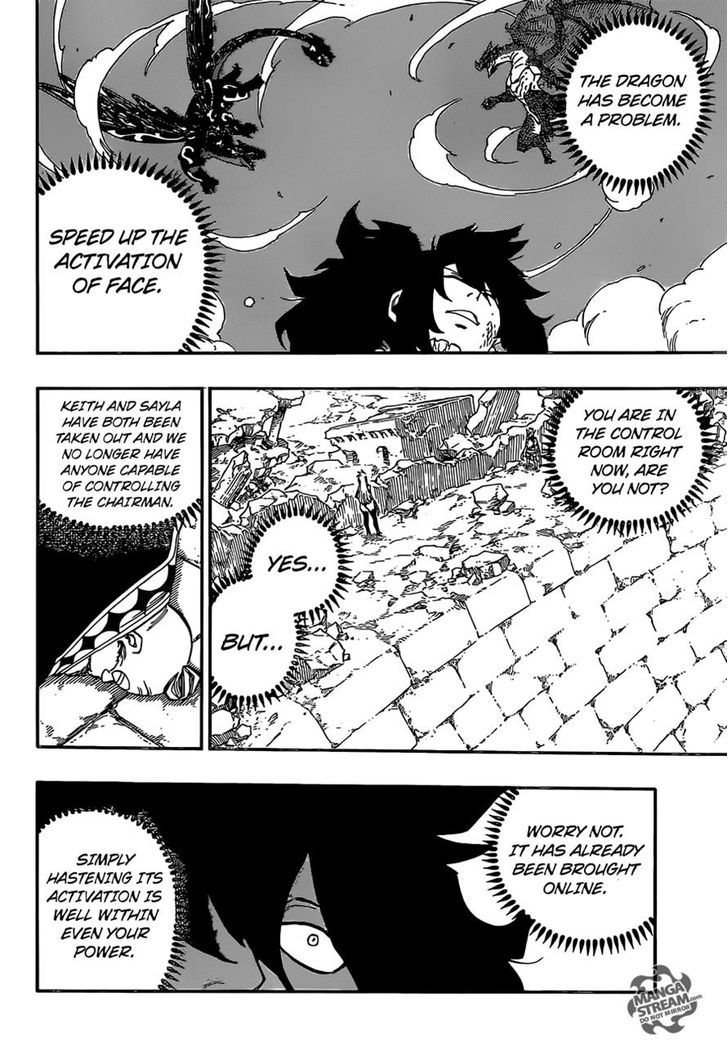 THE DRAGON
HAS BECOME
A PROBLEM.
SPEED UP THE
ACTIVATION
OF FACE.
YOU ARE IN
THE CONTROL
ROOM RIGHT
NOW, ARE
YOU NOT?
YES...
BUT...
KEITH AND SAYLA
HAVE BOTH BEEN
TAKEN OUT AND WE
NO LONGER HAVE
ANYONE CAPABLE
OF CONTROLLING
THE CHAIRMAN.
WORRY NOT.
IT HAS ALREADY
BEEN BROUGHT
ONLINE.
SIMPLY
HASTENING ITS
ACTIVATION IS
WELL WITHIN
EVEN YOUR
POWER.
MANGA
STREAM.com
DO NOT MIRROR